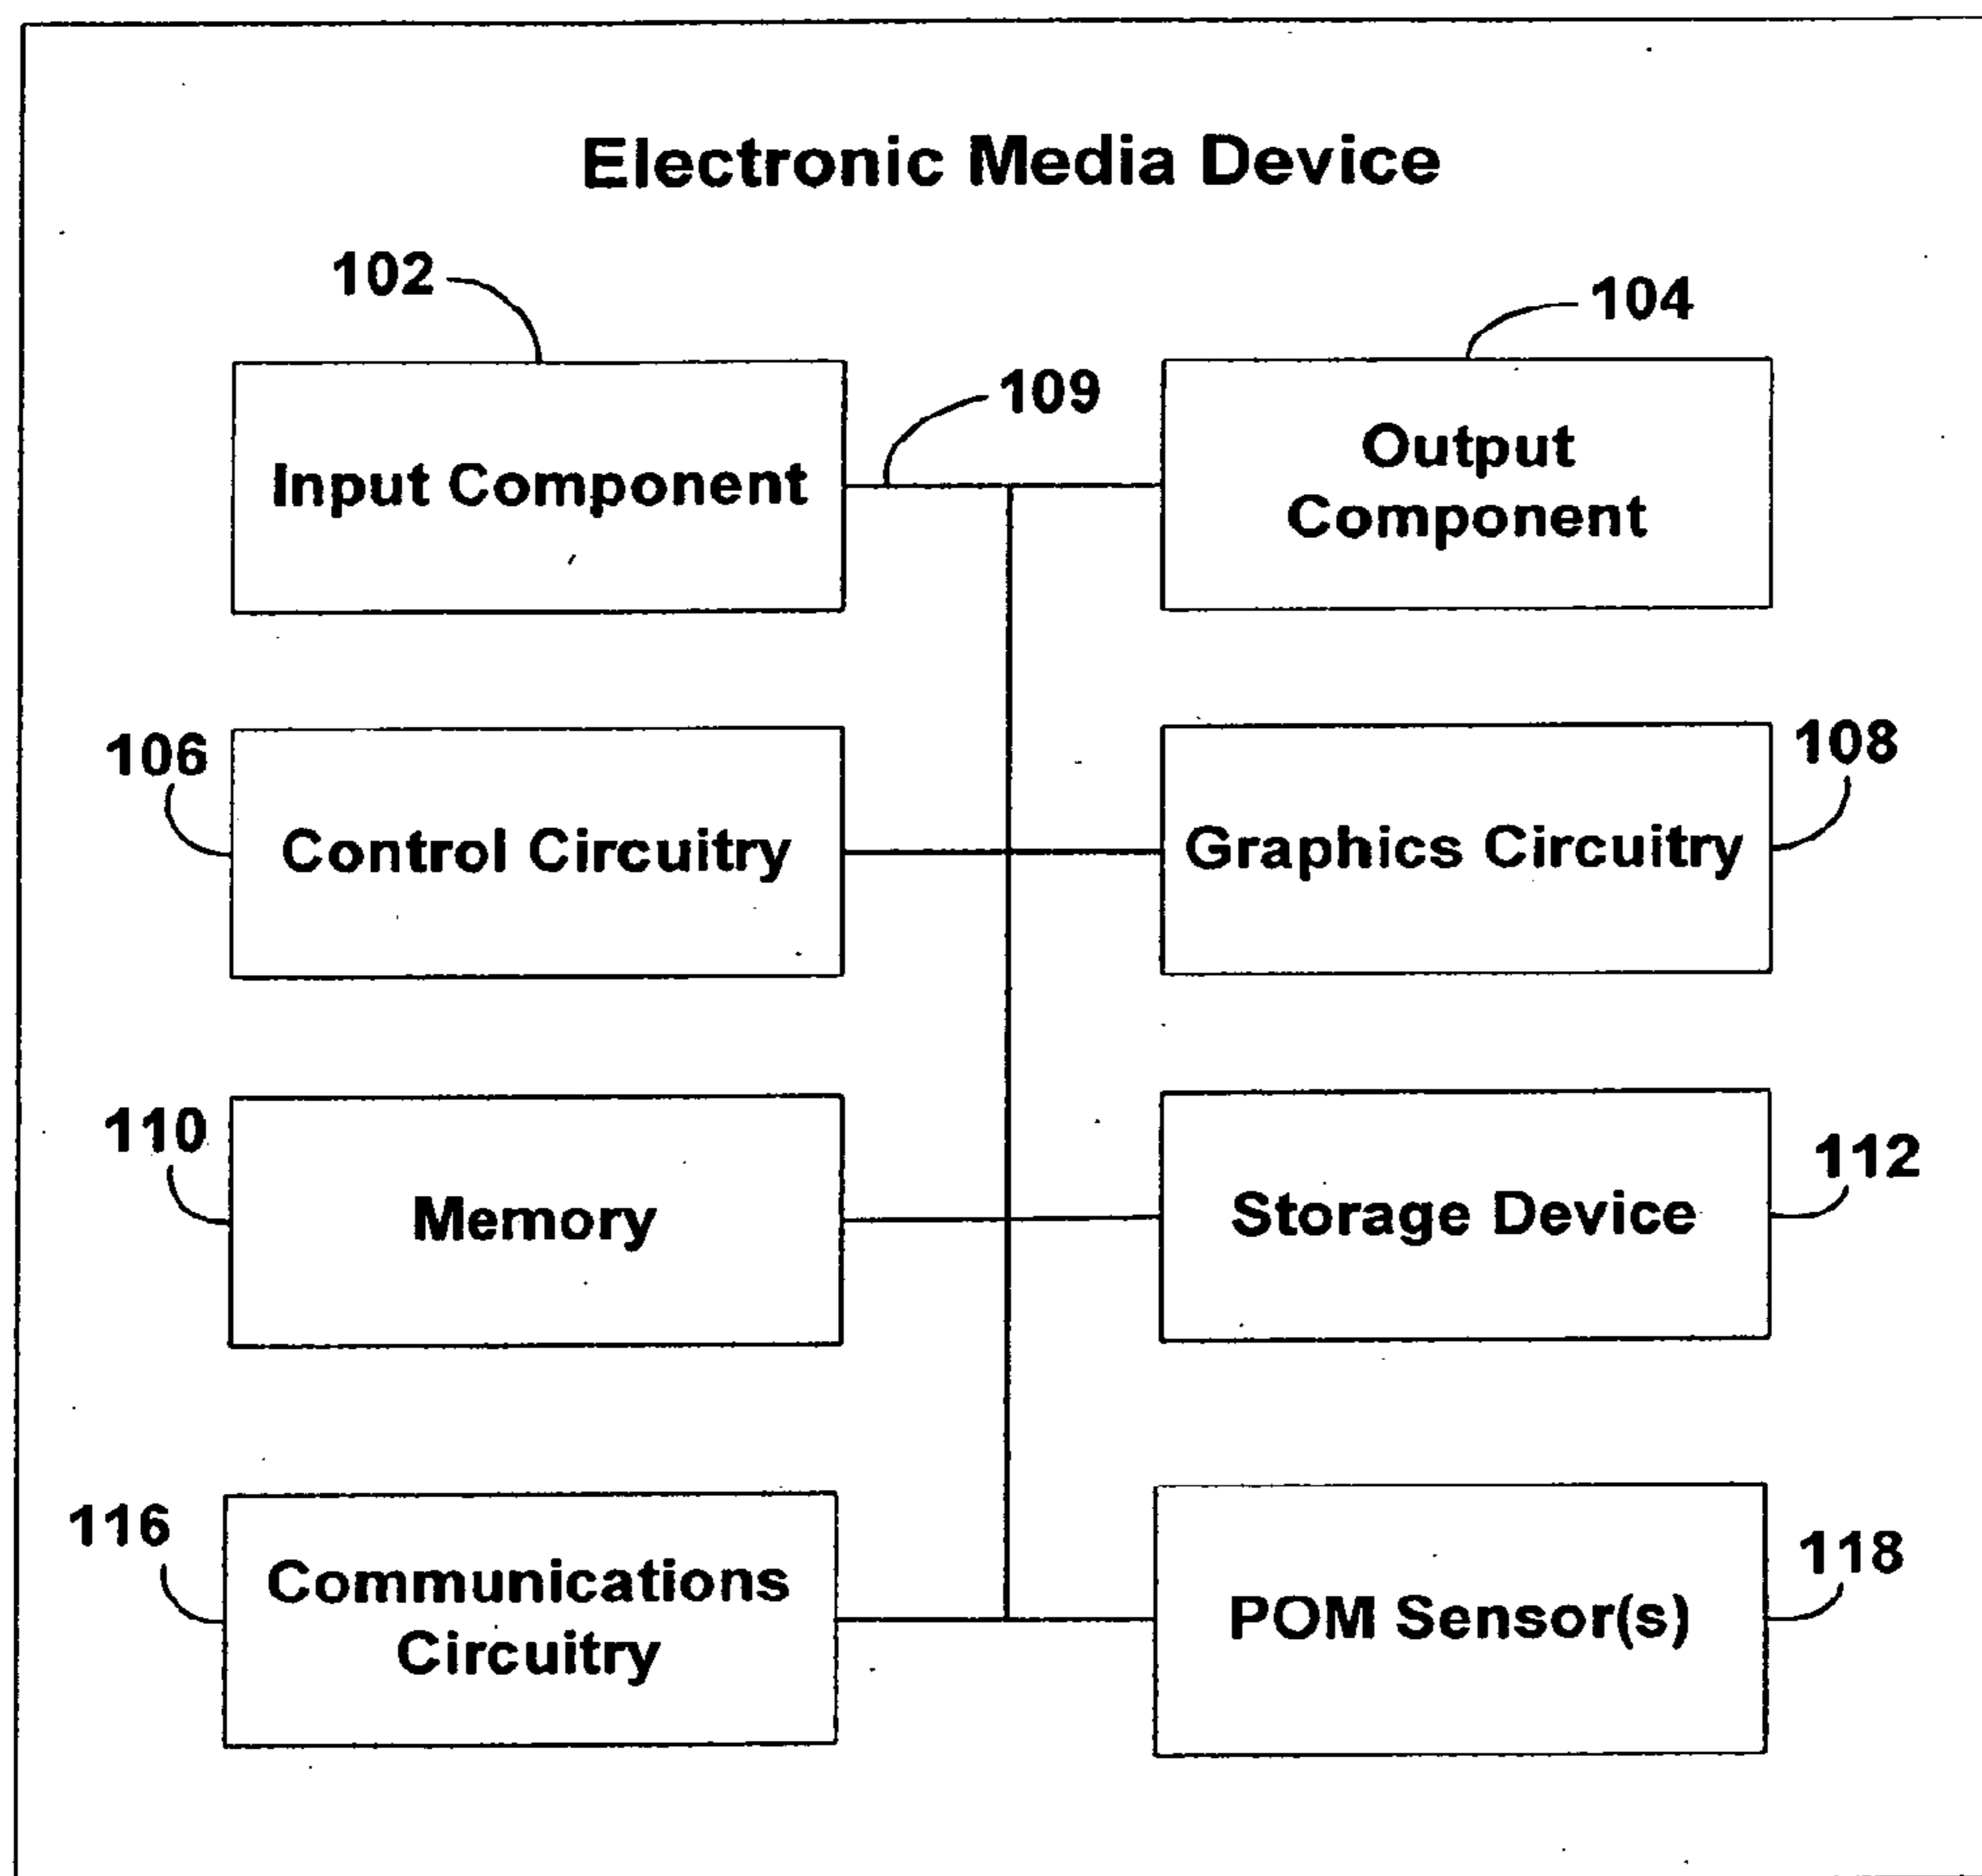 Electronic Media Device
102
104
109
Input Component
Output
Component
106
108
Control Circuitry
Graphics Circuitry
110
112
Memory
Storage Device
116
118
Communications
Circuitry
POM Sensor(s)